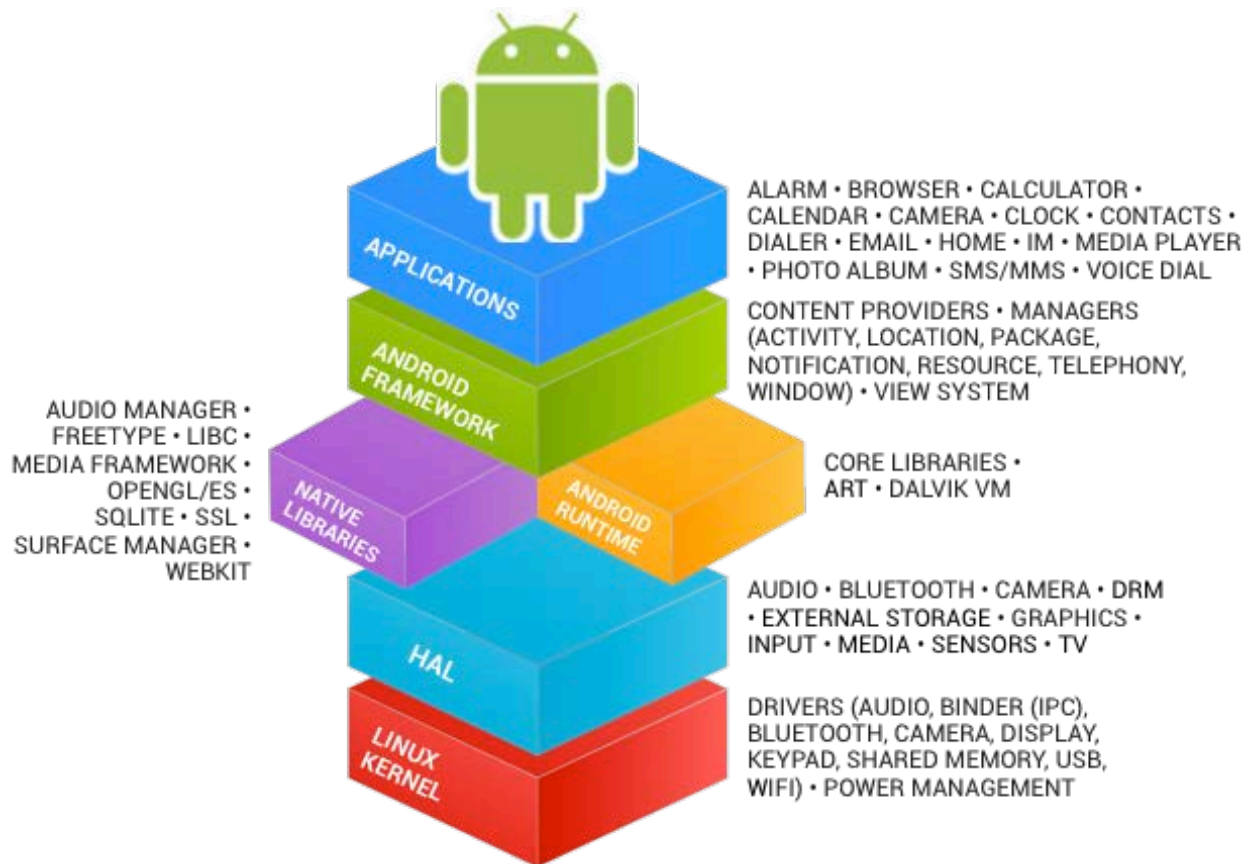 APPLICATIONS
ALARM • BROWSER • CALCULATOR •
CALENDAR • CAMERA • CLOCK • CONTACTS •
DIALER • EMAIL • HOME • IM • MEDIA PLAYER
• PHOTO ALBUM • SMS/MMS • VOICE DIAL
ANDROID
FRAMEWORK
CONTENT PROVIDERS • MANAGERS
(ACTIVITY, LOCATION, PACKAGE,
NOTIFICATION, RESOURCE, TELEPHONY,
WINDOW) • VIEW SYSTEM
AUDIO MANAGER •
FREETYPE • LIBC •
MEDIA FRAMEWORK •
OPENGL/ES •
SQLITE • SSL •
SURFACE MANAGER •
WEBKIT
NATIVE
LIBRARIES
ANDROID
RUNTIME
CORE LIBRARIES •
ART • DALVIK VM
HAL
AUDIO • BLUETOOTH • CAMERA • DRM
• EXTERNAL STORAGE • GRAPHICS •
INPUT • MEDIA • SENSORS • TV
LINUX
KERNEL
DRIVERS (AUDIO, BINDER (IPC),
BLUETOOTH, CAMERA, DISPLAY,
KEYPAD, SHARED MEMORY, USB,
WIFI) • POWER MANAGEMENT